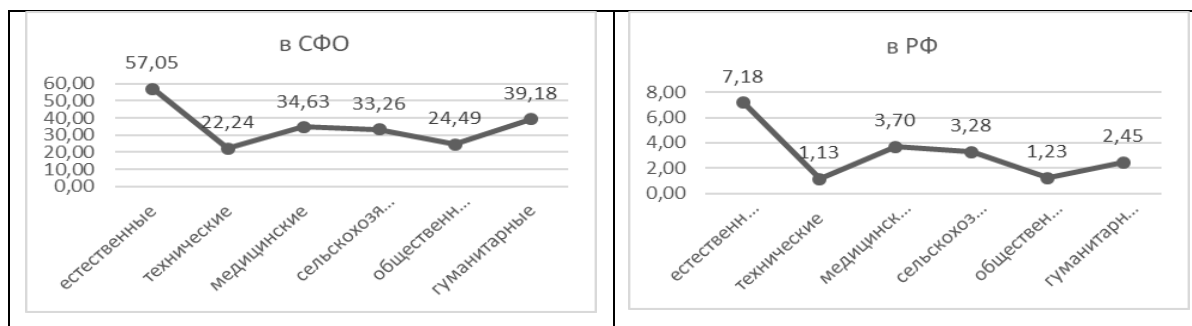 в СФО
57,05
22,24
34,63
33,26
24,49
39,18
60,00
50,00
40,00
30,00
20,00
10,00
0,00
естественные
технические
медицинские
сельскохозя...
общественн...
гуманитарные
в РФ
7,18
1,13
3,70
3,28
1,23
2,45
8,00
6,00
4,00
2,00
0,00
естественн...
технические
медицинск...
сельскохоз...
обществен...
гуманитарн...